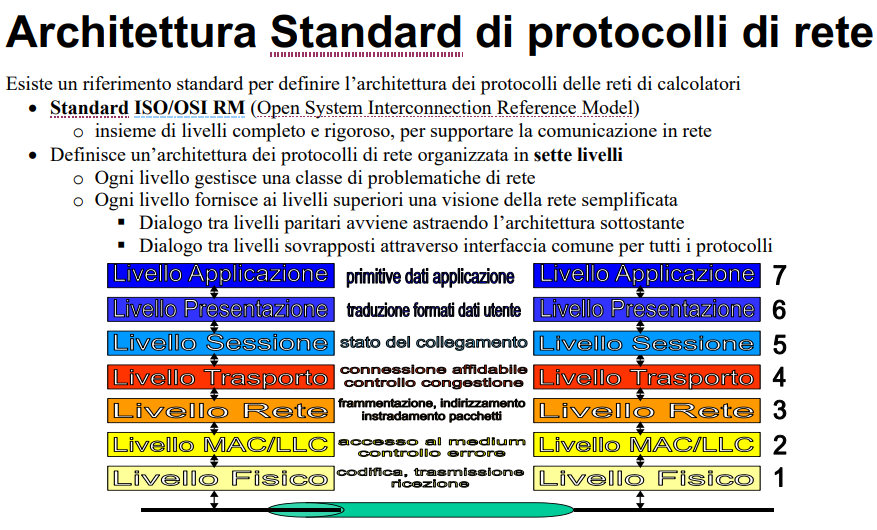 Architettura Standard di protocolli di rete
Esiste un riferimento standard per definire l'architettura dei protocolli delle reti di calcolatori
• Standard ISO/OSI RM (Open System Interconnection Reference Model)
o insieme di livelli completo e rigoroso, per supportare la comunicazione in rete
• Definisce un'architettura dei protocolli di rete organizzata in sette livelli
o Ogni livello gestisce una classe di problematiche di rete
o Ogni livello fornisce ai livelli superiori una visione della rete semplificata
▪ Dialogo tra livelli paritari avviene astraendo l'architettura sottostante
▪ Dialogo tra livelli sovrapposti attraverso interfaccia comune per tutti i protocolli
Livello Applicazione primitive dati applicazione Livello Applicazione 7
Livello Presentazione traduzione formati dati utente Livello Presentazione 6
Livello Sessione stato del collegamento Livello Sessione 5
Livello Trasporto connessione affidabile
controllo congestione Livello Trasporto 4
Livello Rete frammentazione, indirizzamento
instradamento pacchetti Livello Rete 3
Livello MAC/LLC accesso al medium
controllo errore Livello MAC/LLC 2
Livello Fisico codifica, trasmissione
ricezione Livello Fisico 1